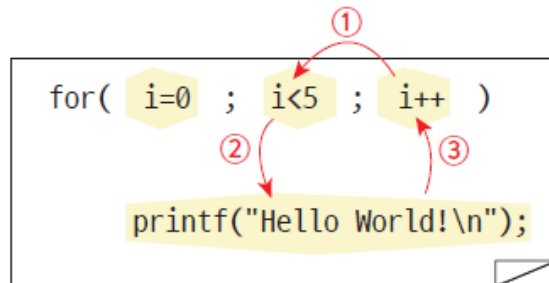 ①
for( i=0 ; i<5 ; i++ )
② ③
printf("Hello World!\n");